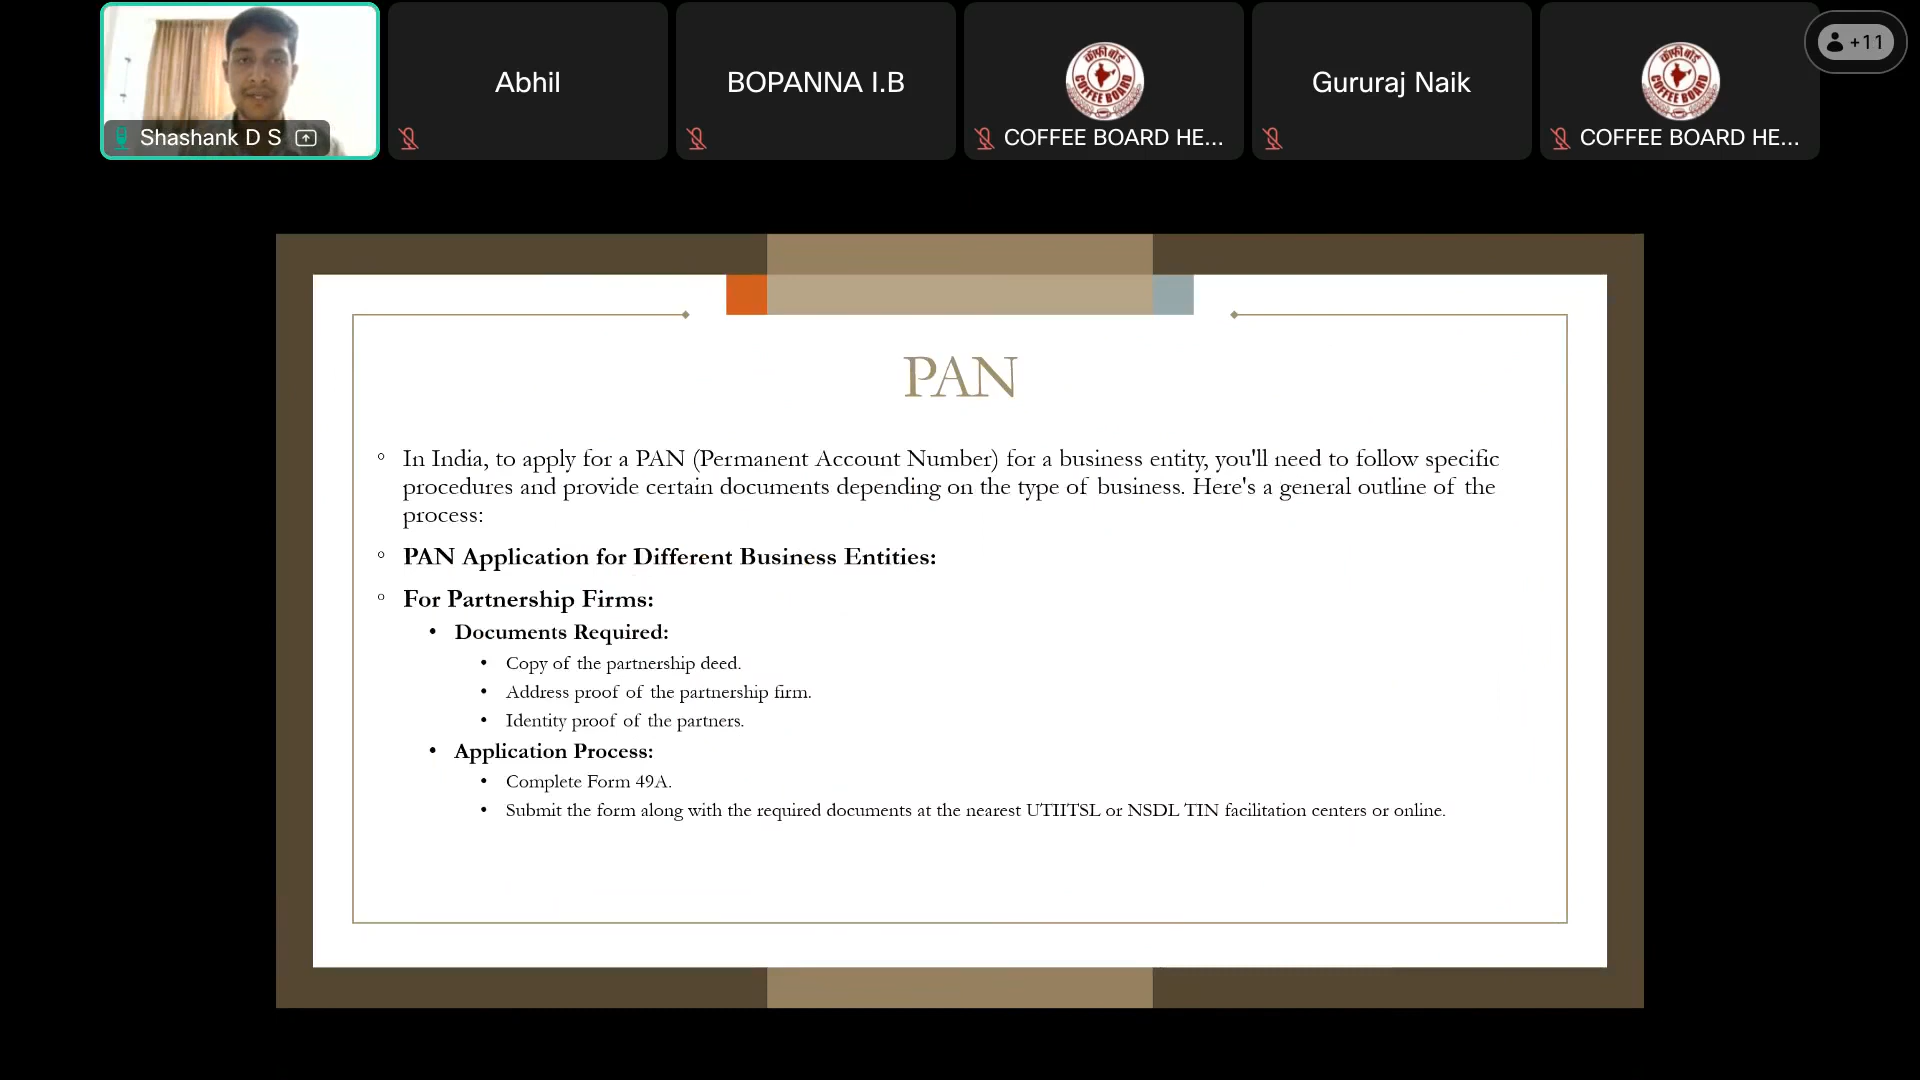 Shashank D S
Abhil
BOPANNA I.B
COFFEE BOARD
COFFEE BOARD HE...
Gururaj Naik
COFFEE BOARD
COFFEE BOARD HE...
+11
PAN
In India, to apply for a PAN (Permanent Account Number) for a business entity, you'll need to follow specific
procedures and provide certain documents depending on the type of business. Here's a general outline of the
process:
PAN Application for Different Business Entities:
For Partnership Firms:
Documents Required:
Copy of the partnership deed.
Address proof of the partnership firm.
Identity proof of the partners.
Application Process:
Complete Form 49A.
Submit the form along with the required documents at the nearest UTIITSL or NSDL TIN facilitation centers or online.